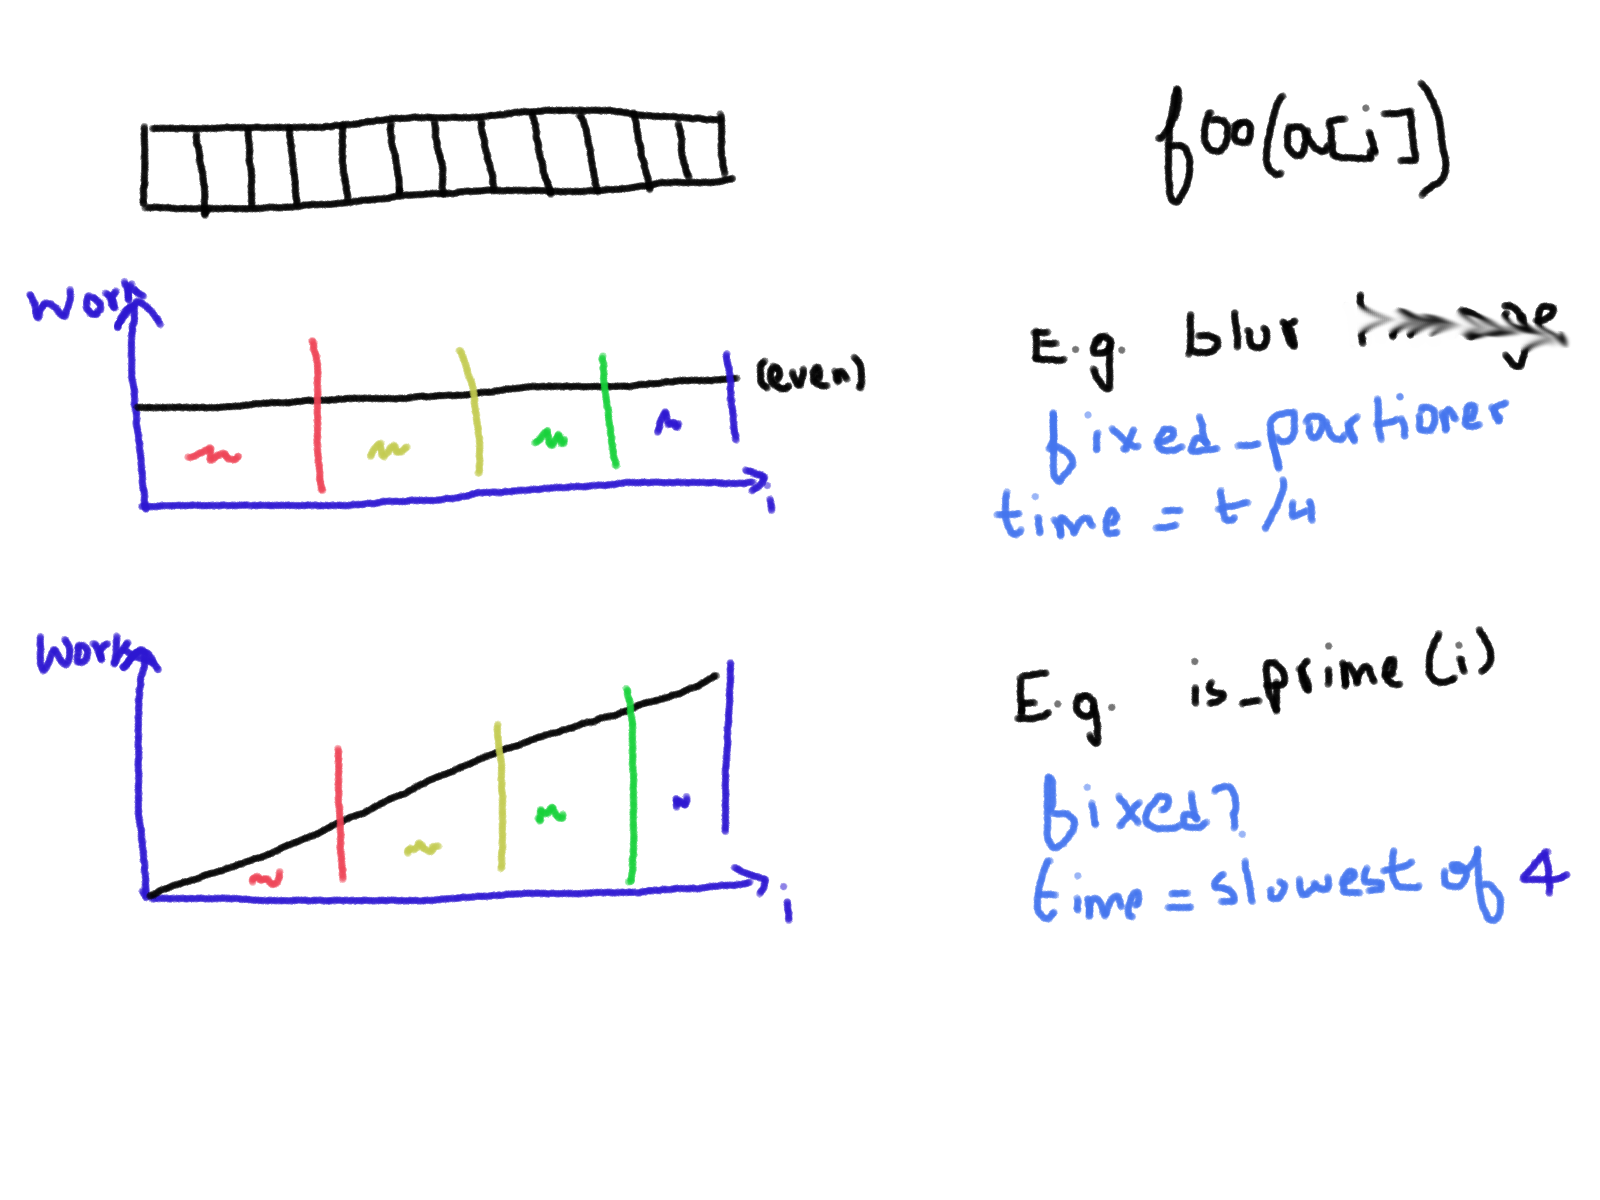 foo(a[i])
Work
(even)
i
E.g. blur
fixed_partioner
time = t/4
Work
i
E.g. is_prime(i)
fixed?
time = slowest of 4